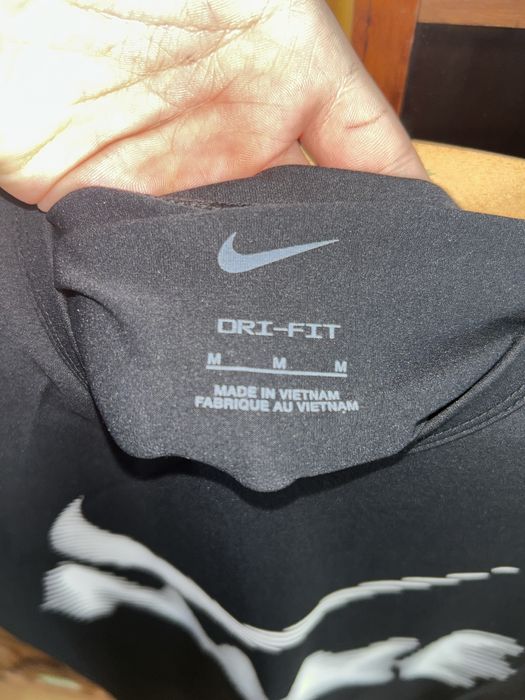 DRI-FIT
M M M
MADE IN VIETNAM
FABRIQUE AU VIETNAM